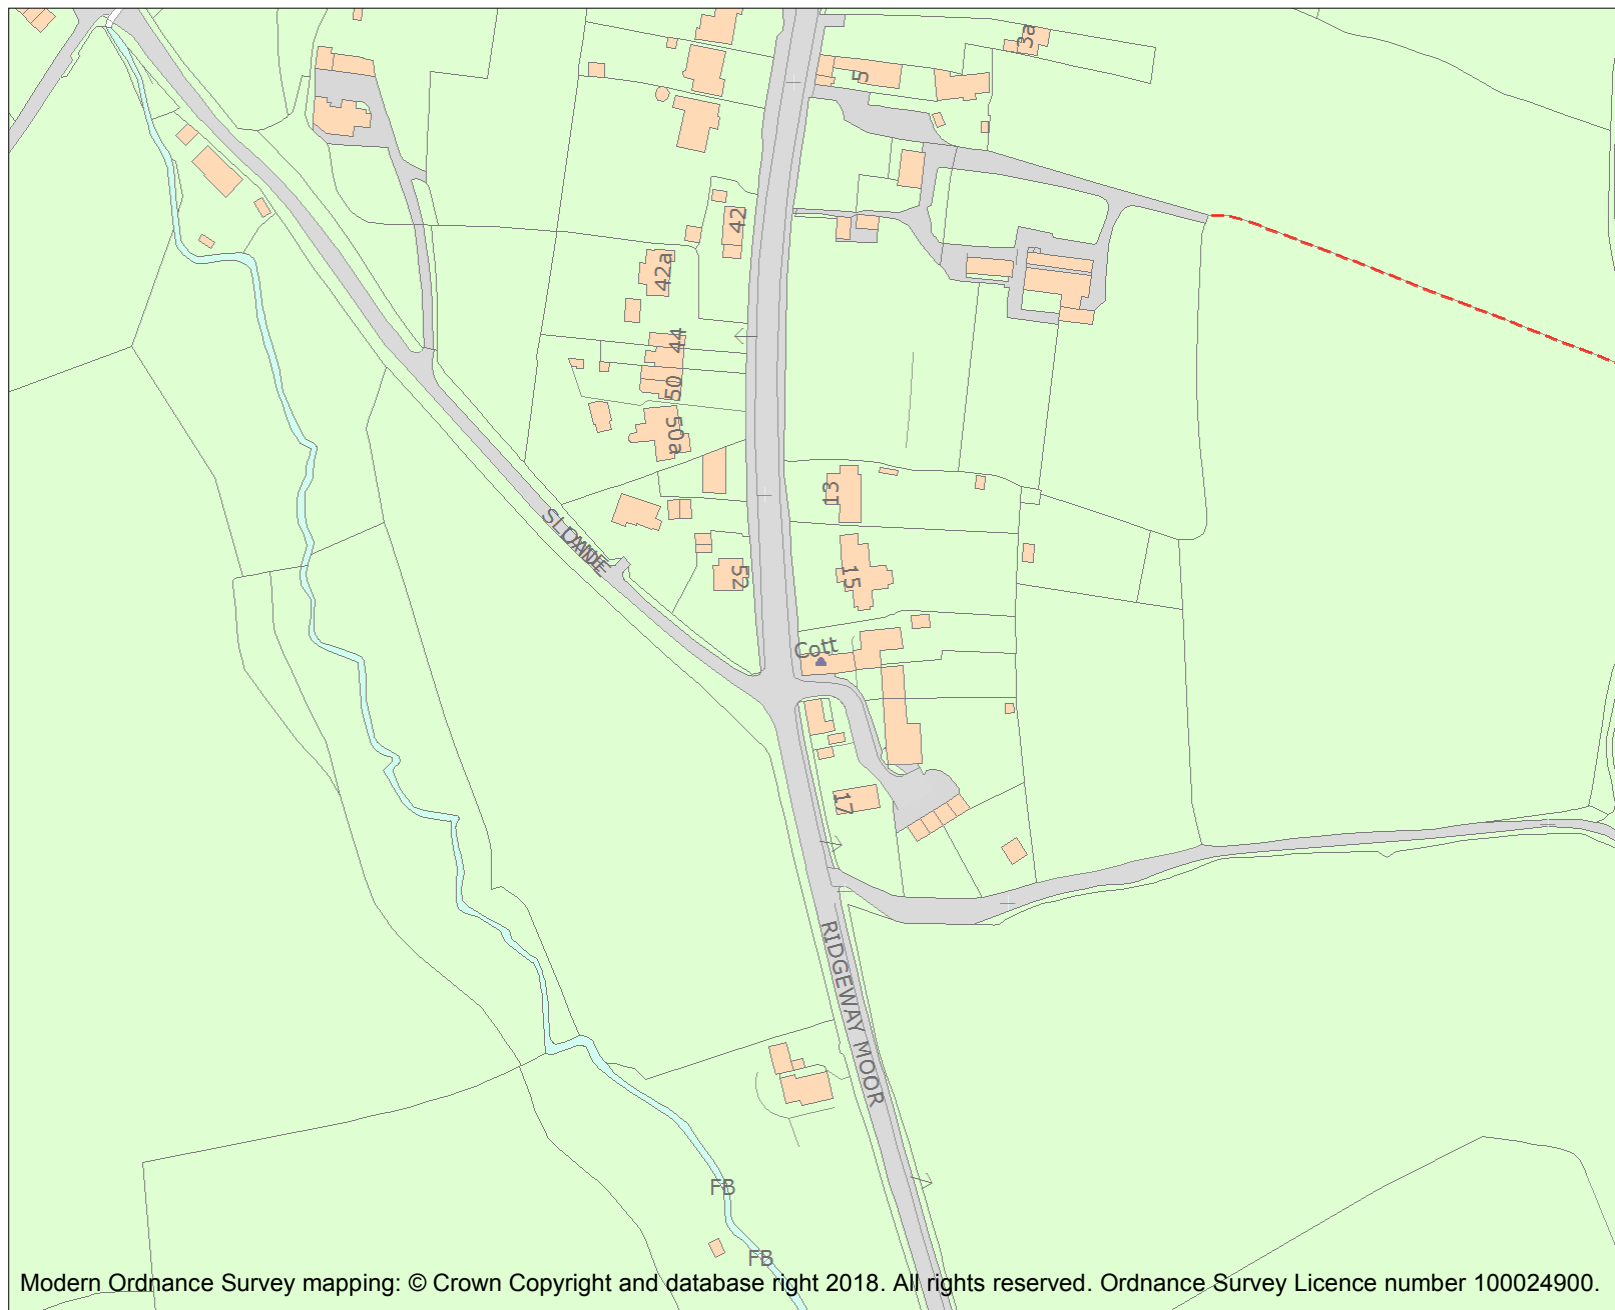 3a
5
42
42a
44
50
50a
13
SLOANE
LANE
52
15
Cott
17
RIDGEWAY MOOR
FB
FB
Modern Ordnance Survey mapping: © Crown Copyright and database right 2018. All rights reserved. Ordnance Survey Licence number 100024900.